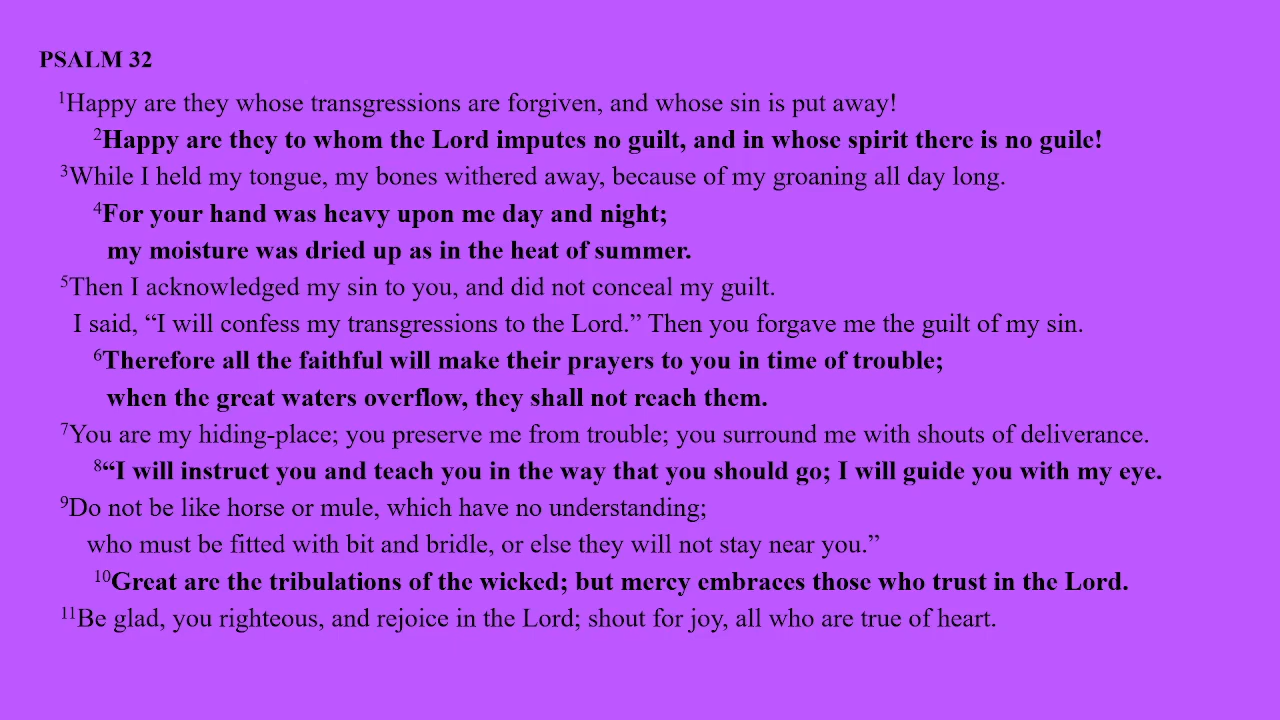 PSALM 32
1Happy are they whose transgressions are forgiven, and whose sin is put away!
2Happy are they to whom the Lord imputes no guilt, and in whose spirit there is no guile!
3While I held my tongue, my bones withered away, because of my groaning all day long.
4For your hand was heavy upon me day and night;
my moisture was dried up as in the heat of summer.
5Then I acknowledged my sin to you, and did not conceal my guilt.
I said, “I will confess my transgressions to the Lord.” Then you forgave me the guilt of my sin.
6Therefore all the faithful will make their prayers to you in time of trouble;
when the great waters overflow, they shall not reach them.
7You are my hiding-place; you preserve me from trouble; you surround me with shouts of deliverance.
8“I will instruct you and teach you in the way that you should go; I will guide you with my eye.
9Do not be like horse or mule, which have no understanding;
who must be fitted with bit and bridle, or else they will not stay near you.”
10Great are the tribulations of the wicked; but mercy embraces those who trust in the Lord.
11Be glad, you righteous, and rejoice in the Lord; shout for joy, all who are true of heart.